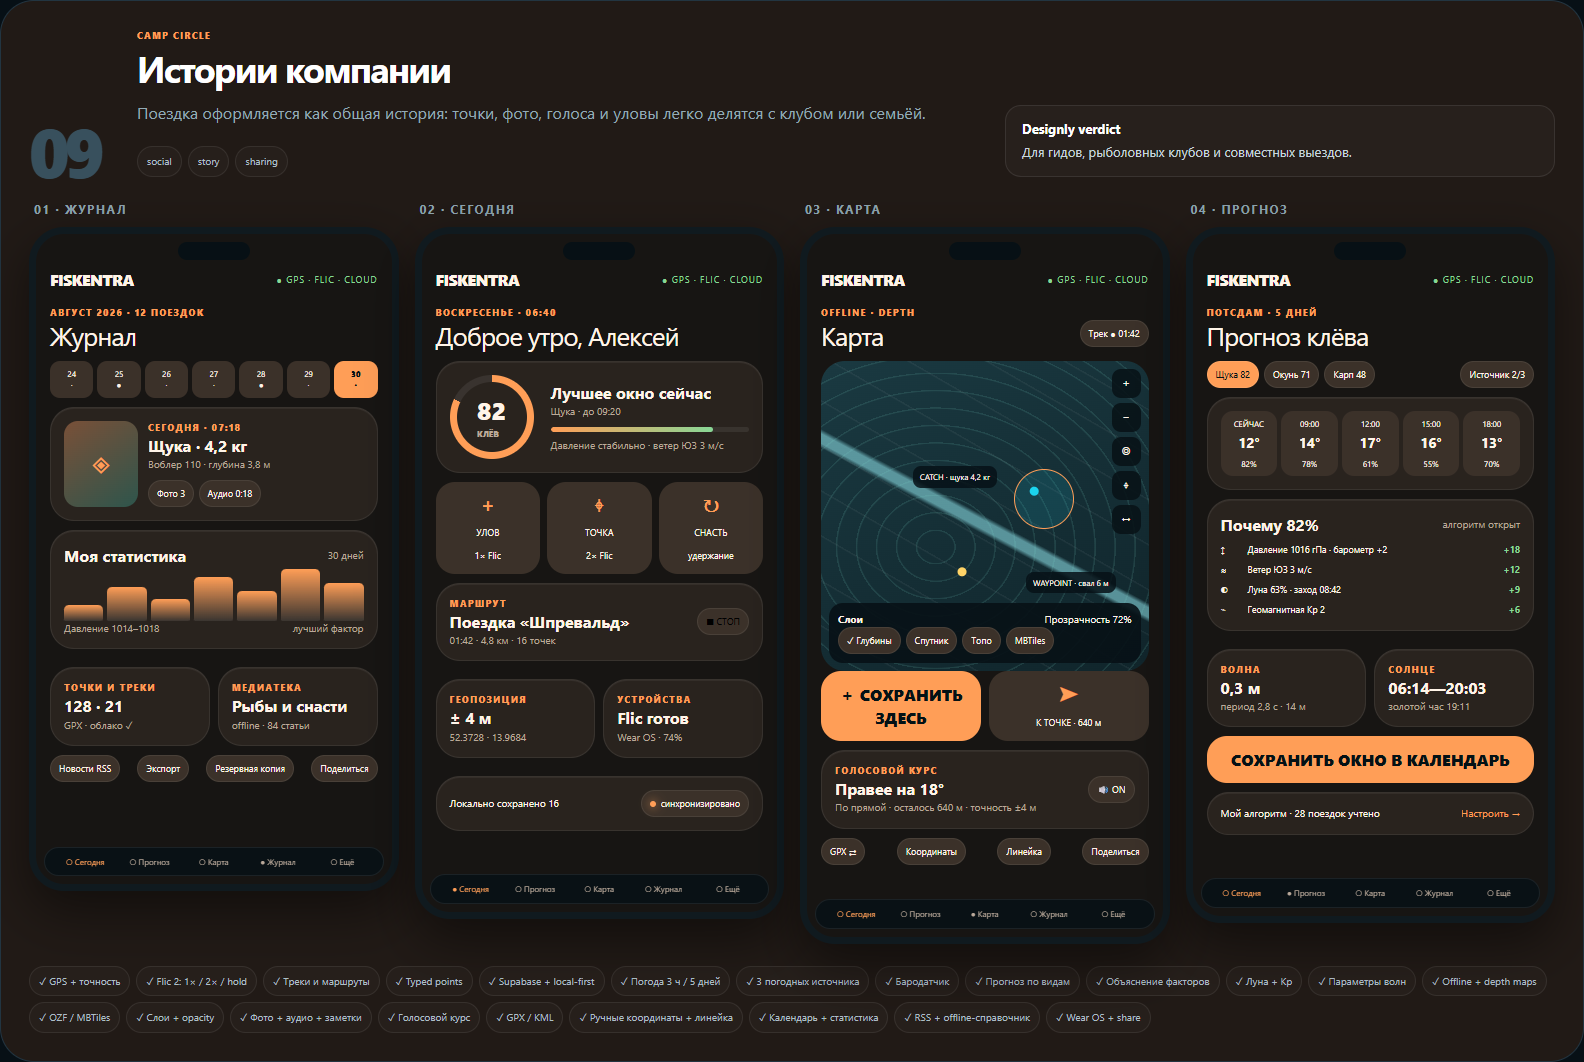 CAMP CIRCLE
Истории компании
Поездка оформляется как общая история: точки, фото, голоса и уловы легко делятся с клубом или семьёй.
09
social
story
sharing
Designly verdict
Для гидов, рыболовных клубов и совместных выездов.
01 · ЖУРНАЛ
FISKENTRA
● GPS · FLIC · CLOUD
АВГУСТ 2026 · 12 ПОЕЗДОК
Журнал
24
25
26
27
28
29
30
СЕГОДНЯ · 07:18
Щука · 4,2 кг
Воблер 110 · глубина 3,8 м
Фото 3
Аудио 0:18
Моя статистика
30 дней
Давление 1014–1018
лучший фактор
ТОЧКИ И ТРЕКИ
128 · 21
GPX · облако ✓
МЕДИАТЕКА
Рыбы и снасти
offline · 84 статьи
Новости RSS
Экспорт
Резервная копия
Поделиться
○ Сегодня
○ Прогноз
○ Карта
● Журнал
○ Ещё
02 · СЕГОДНЯ
FISKENTRA
● GPS · FLIC · CLOUD
ВОСКРЕСЕНЬЕ · 06:40
Доброе утро, Алексей
82
КЛЁВ
Лучшее окно сейчас
Щука · до 09:20
Давление стабильно · ветер ЮЗ 3 м/с
+
УЛОВ
1× Flic
⌖
ТОЧКА
2× Flic
↻
СНАСТЬ
удержание
МАРШРУТ
Поездка «Шпревальд»
01:42 · 4,8 км · 16 точек
■ СТОП
ГЕОПОЗИЦИЯ
± 4 м
52.3728 · 13.9684
УСТРОЙСТВА
Flic готов
Wear OS · 74%
Локально сохранено 16
● синхронизировано
● Сегодня
○ Прогноз
○ Карта
○ Журнал
○ Ещё
03 · КАРТА
FISKENTRA
● GPS · FLIC · CLOUD
OFFLINE · DEPTH
Карта
Трек ● 01:42
+
−
◎
⌖
↔
CATCH · щука 4,2 кг
WAYPOINT · свал 6 м
Слои
Прозрачность 72%
✓ Глубины
Спутник
Топо
MBTiles
+ СОХРАНИТЬ
ЗДЕСЬ
➤
К ТОЧКЕ · 640 м
ГОЛОСОВОЙ КУРС
Правее на 18°
По прямой · осталось 640 м · точность ±4 м
🔊 ON
GPX ⇄
Координаты
Линейка
Поделиться
○ Сегодня
○ Прогноз
● Карта
○ Журнал
○ Ещё
04 · ПРОГНОЗ
FISKENTRA
● GPS · FLIC · CLOUD
ПОТСДАМ · 5 ДНЕЙ
Прогноз клёва
Щука 82
Окунь 71
Карп 48
Источник 2/3
СЕЙЧАС
12°
82%
09:00
14°
78%
12:00
17°
61%
15:00
16°
55%
18:00
13°
70%
Почему 82%
алгоритм открыт
↕ Давление 1016 гПа · барометр +2 +18
≈ Ветер ЮЗ 3 м/с +12
◐ Луна 63% · заход 08:42 +9
~ Геомагнитная Kp 2 +6
ВОЛНА
0,3 м
период 2,8 с · 14 м
СОЛНЦЕ
06:14—20:03
золотой час 19:11
СОХРАНИТЬ ОКНО В КАЛЕНДАРЬ
Мой алгоритм · 28 поездок учтено
Настроить →
○ Сегодня
● Прогноз
○ Карта
○ Журнал
○ Ещё
✓ GPS + точность
✓ Flic 2: 1× / 2× / hold
✓ Треки и маршруты
✓ Typed points
✓ Supabase + local-first
✓ Погода 3 ч / 5 дней
✓ 3 погодных источника
✓ Бародатчик
✓ Прогноз по видам
✓ Объяснение факторов
✓ Луна + Kp
✓ Параметры волн
✓ Offline + depth maps
✓ OZF / MBTiles
✓ Слои + opacity
✓ Фото + аудио + заметки
✓ Голосовой курс
✓ GPX / KML
✓ Ручные координаты + линейка
✓ Календарь + статистика
✓ RSS + offline-справочник
✓ Wear OS + share